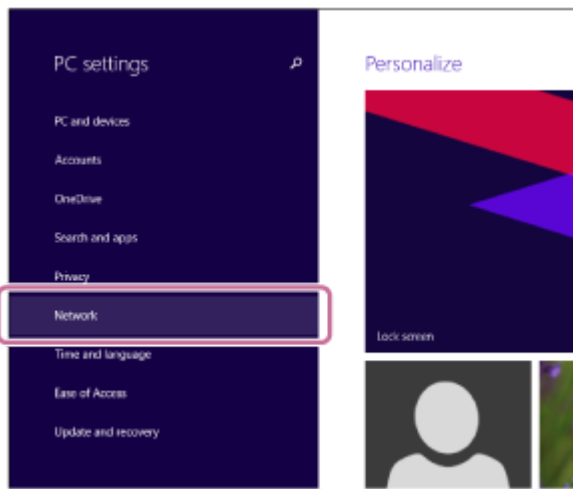 PC settings
Personalize
PC and devices
Accounts
OneDrive
Search and apps
Privacy
Network
Time and language
Ease of Access
Update and recovery
Lock screen